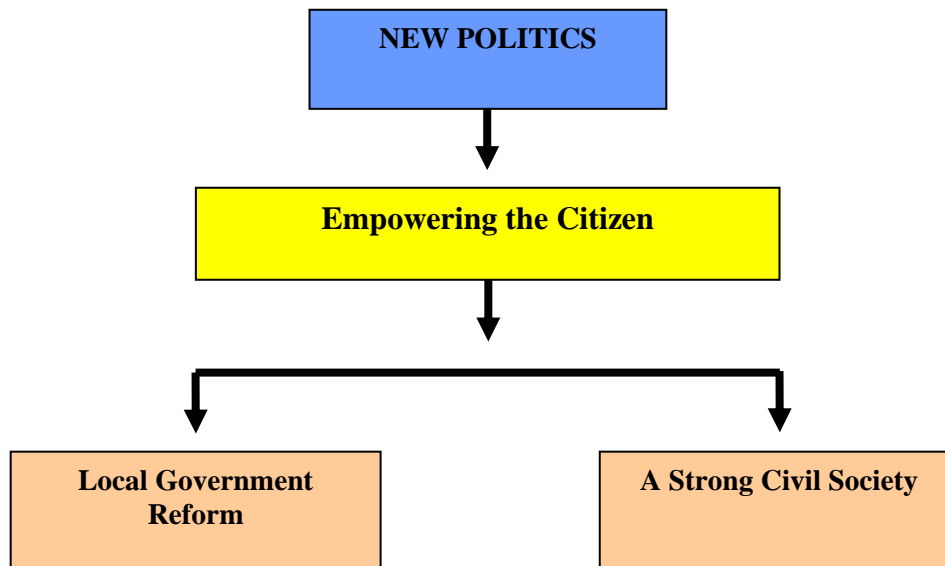 NEW POLITICS
Empowering the Citizen
Local Government
Reform
A Strong Civil Society